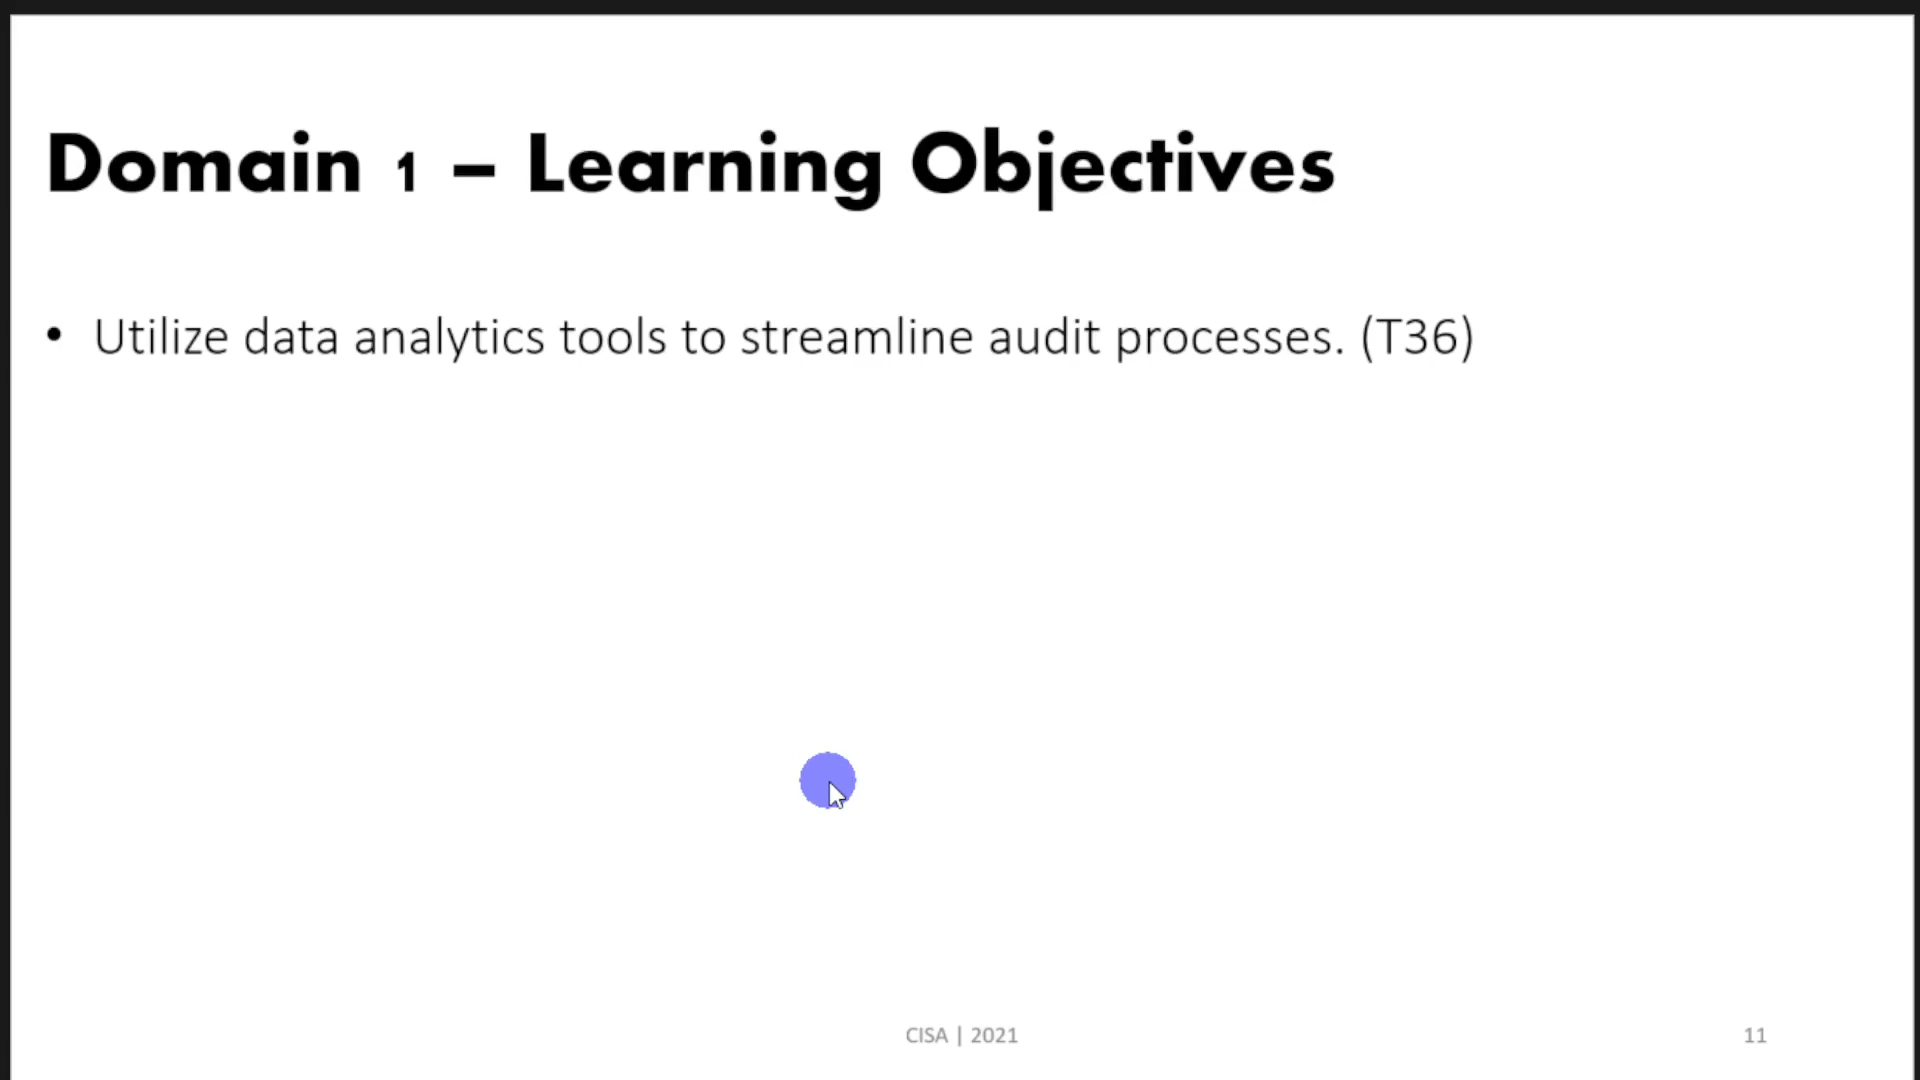 Domain 1 – Learning Objectives
• Utilize data analytics tools to streamline audit processes. (T36)
CISA | 2021
11